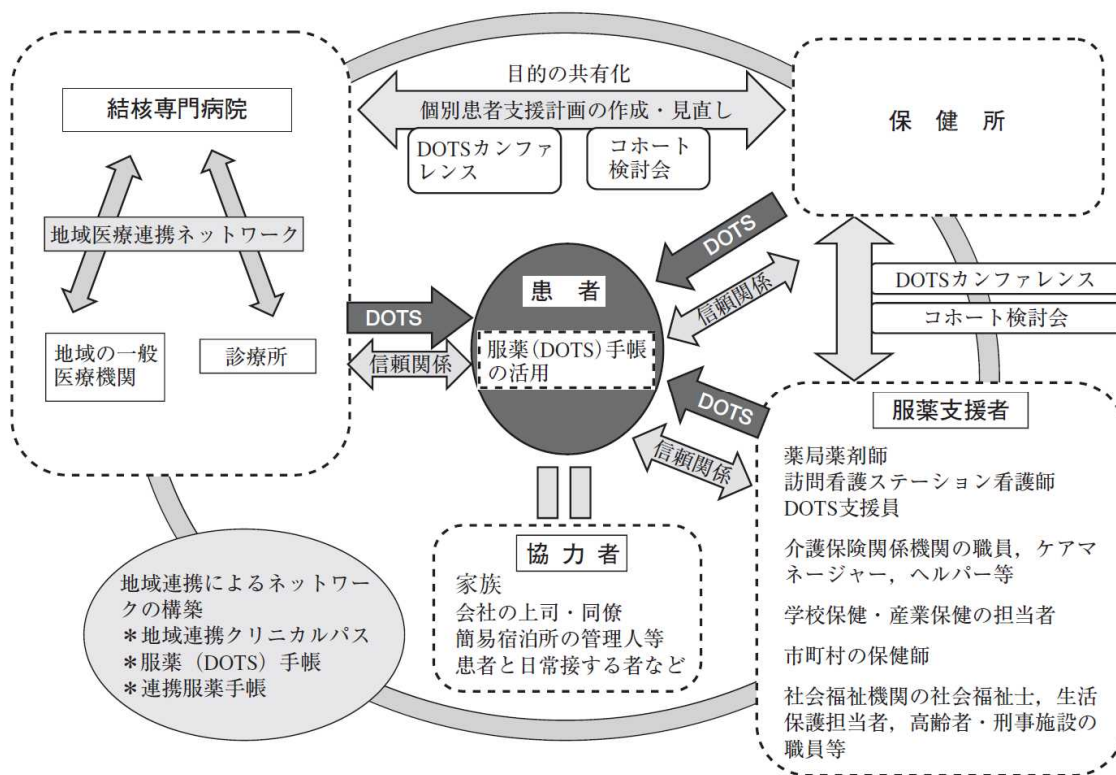 結核専門病院
地域医療連携ネットワーク
地域の一般
医療機関
診療所
目的の共有化
個別患者支援計画の作成・見直し
DOTSカンファ
レンス
コホート
検討会
保健所
DOTS
信頼関係
DOTSカンファレンス
コホート検討会
DOTS
信頼関係
患者
服薬(DOTS)手帳
の活用
DOTS
信頼関係
服薬支援者
薬局薬剤師
訪問看護ステーション看護師
DOTS支援員
介護保険関係機関の職員，ケアマ
ネージャー，ヘルパー等
学校保健・産業保健の担当者
市町村の保健師
社会福祉機関の社会福祉士，生活
保護担当者，高齢者・刑事施設の
職員等
協力者
家族
会社の上司・同僚
簡易宿泊所の管理人等
患者と日常接する者など
地域連携によるネットワー
クの構築
＊地域連携クリニカルパス
＊服薬（DOTS）手帳
＊連携服薬手帳